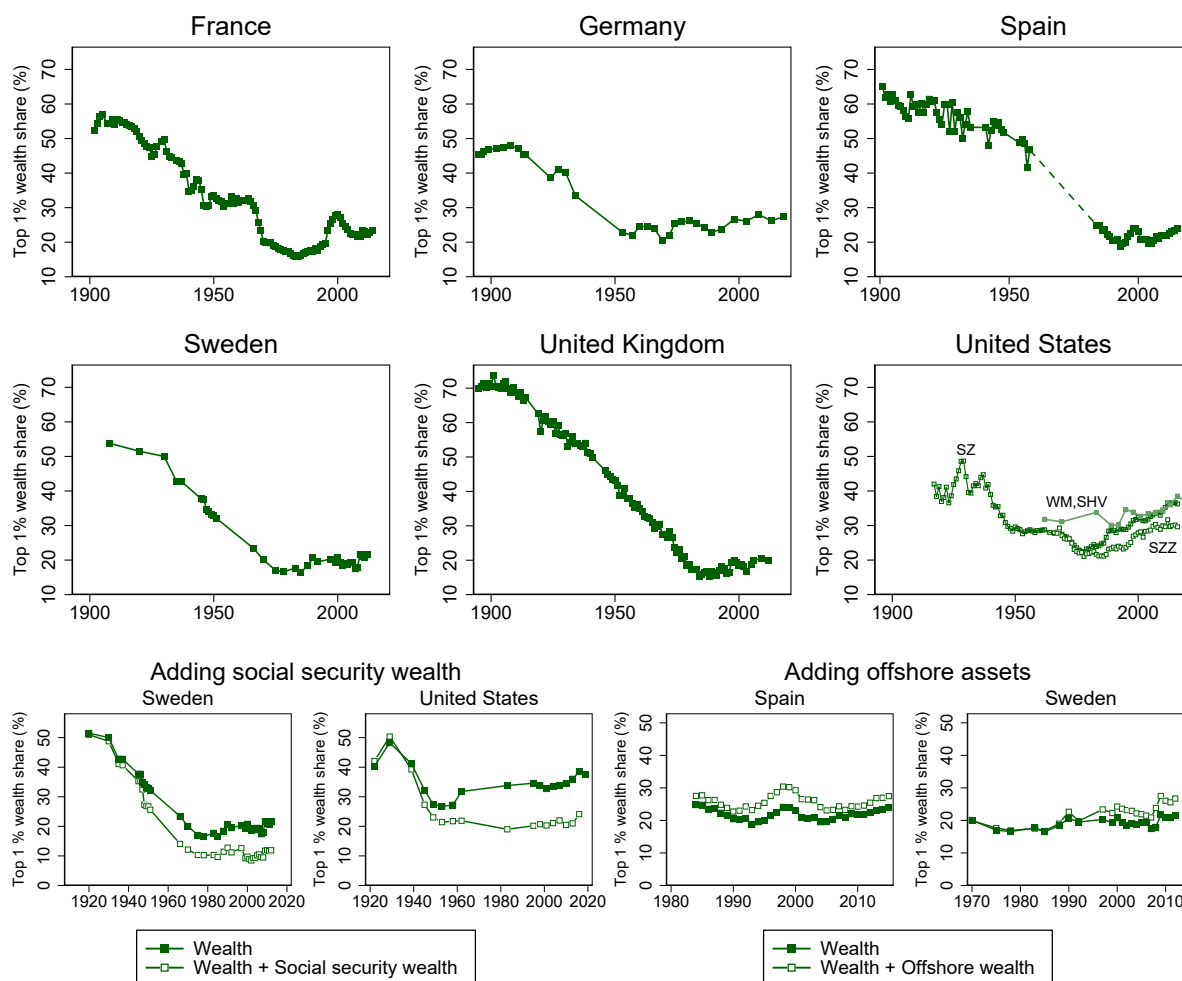 France
Germany
Spain
Top 1% wealth share (%)
10 20 30 40 50 60 70
1900 1950 2000
Top 1% wealth share (%)
10 20 30 40 50 60 70
1900 1950 2000
Top 1% wealth share (%)
10 20 30 40 50 60 70
1900 1950 2000
Sweden
United Kingdom
United States
Top 1% wealth share (%)
10 20 30 40 50 60 70
1900 1950 2000
Top 1% wealth share (%)
10 20 30 40 50 60 70
1900 1950 2000
Top 1% wealth share (%)
10 20 30 40 50 60 70
SZ
WM,SHV
SZZ
1900 1950 2000
Adding social security wealth
Adding offshore assets
Sweden
United States
Spain
Sweden
Top 1 % wealth share (%)
0 10 20 30 40 50
1920 1940 1960 1980 2000 2020
Top 1 % wealth share (%)
0 10 20 30 40 50
1920 1940 1960 1980 2000 2020
Top 1 % wealth share (%)
0 10 20 30 40 50
1980 1990 2000 2010
Top 1 % wealth share (%)
0 10 20 30 40 50
1970 1980 1990 2000 2010
Wealth
Wealth + Social security wealth
Wealth
Wealth + Offshore wealth